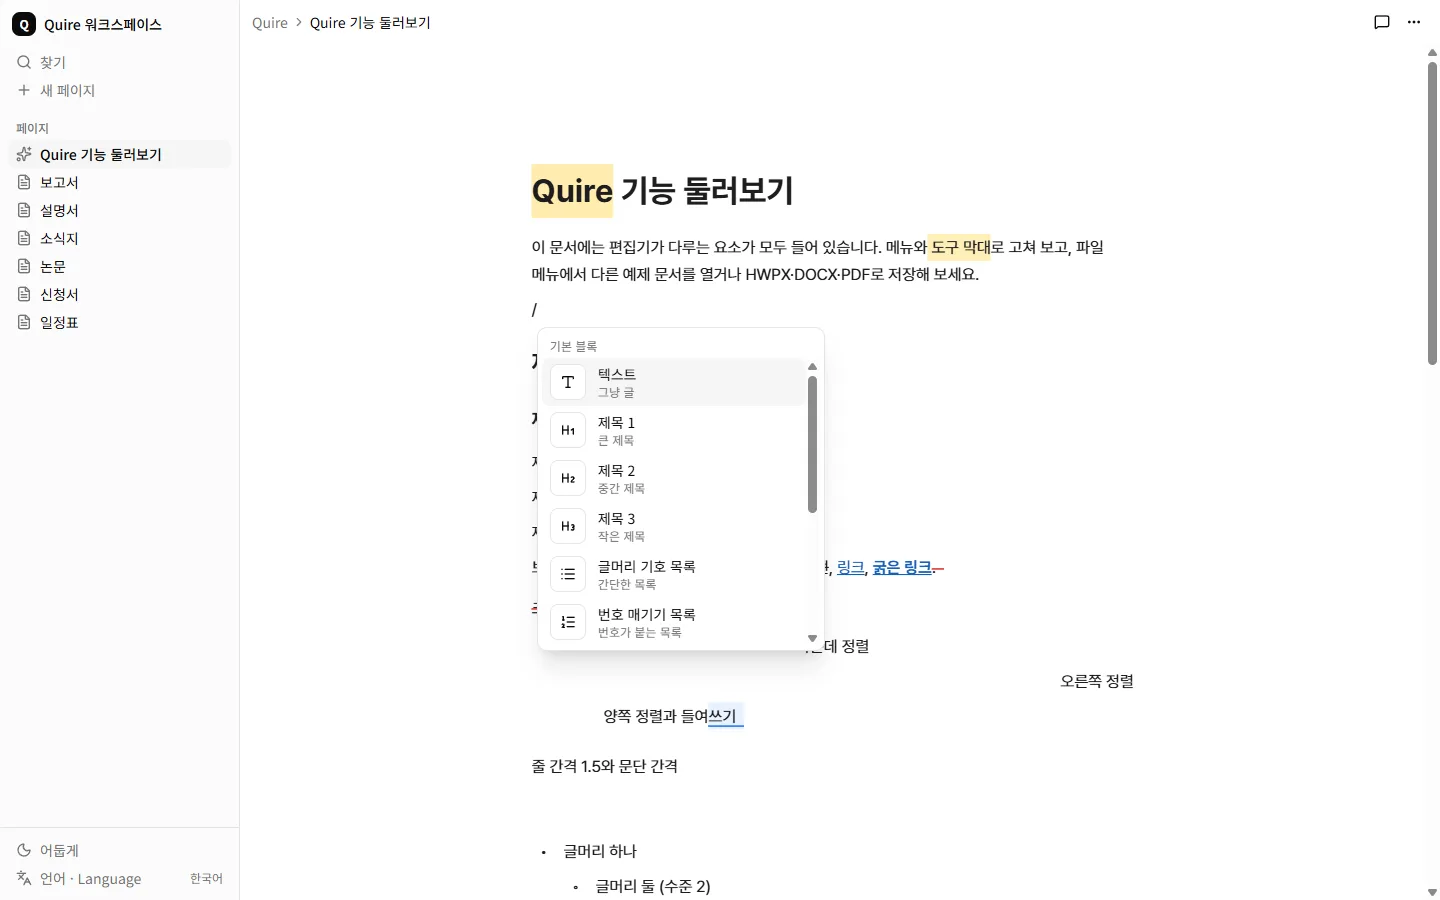 Q Quire 워크스페이스
찾기
새 페이지
페이지
Quire 기능 둘러보기
보고서
설명서
소식지
논문
신청서
일정표
어둡게
언어 · Language 한국어
Quire > Quire 기능 둘러보기
Quire 기능 둘러보기
이 문서에는 편집기가 다루는 요소가 모두 들어 있습니다. 메뉴와 도구 막대로 고쳐 보고, 파일
메뉴에서 다른 예제 문서를 열거나 HWPX·DOCX·PDF로 저장해 보세요.
/
기본 블록
텍스트
그냥 글
H1 제목 1
큰 제목
H2 제목 2
중간 제목
H3 제목 3
작은 제목
글머리 기호 목록
간단한 목록
번호 매기기 목록
번호가 붙는 목록
, 링크, 굵은 링크.
데 정렬
오른쪽 정렬
양쪽 정렬과 들여쓰기
줄 간격 1.5와 문단 간격
• 글머리 하나
◦ 글머리 둘 (수준 2)